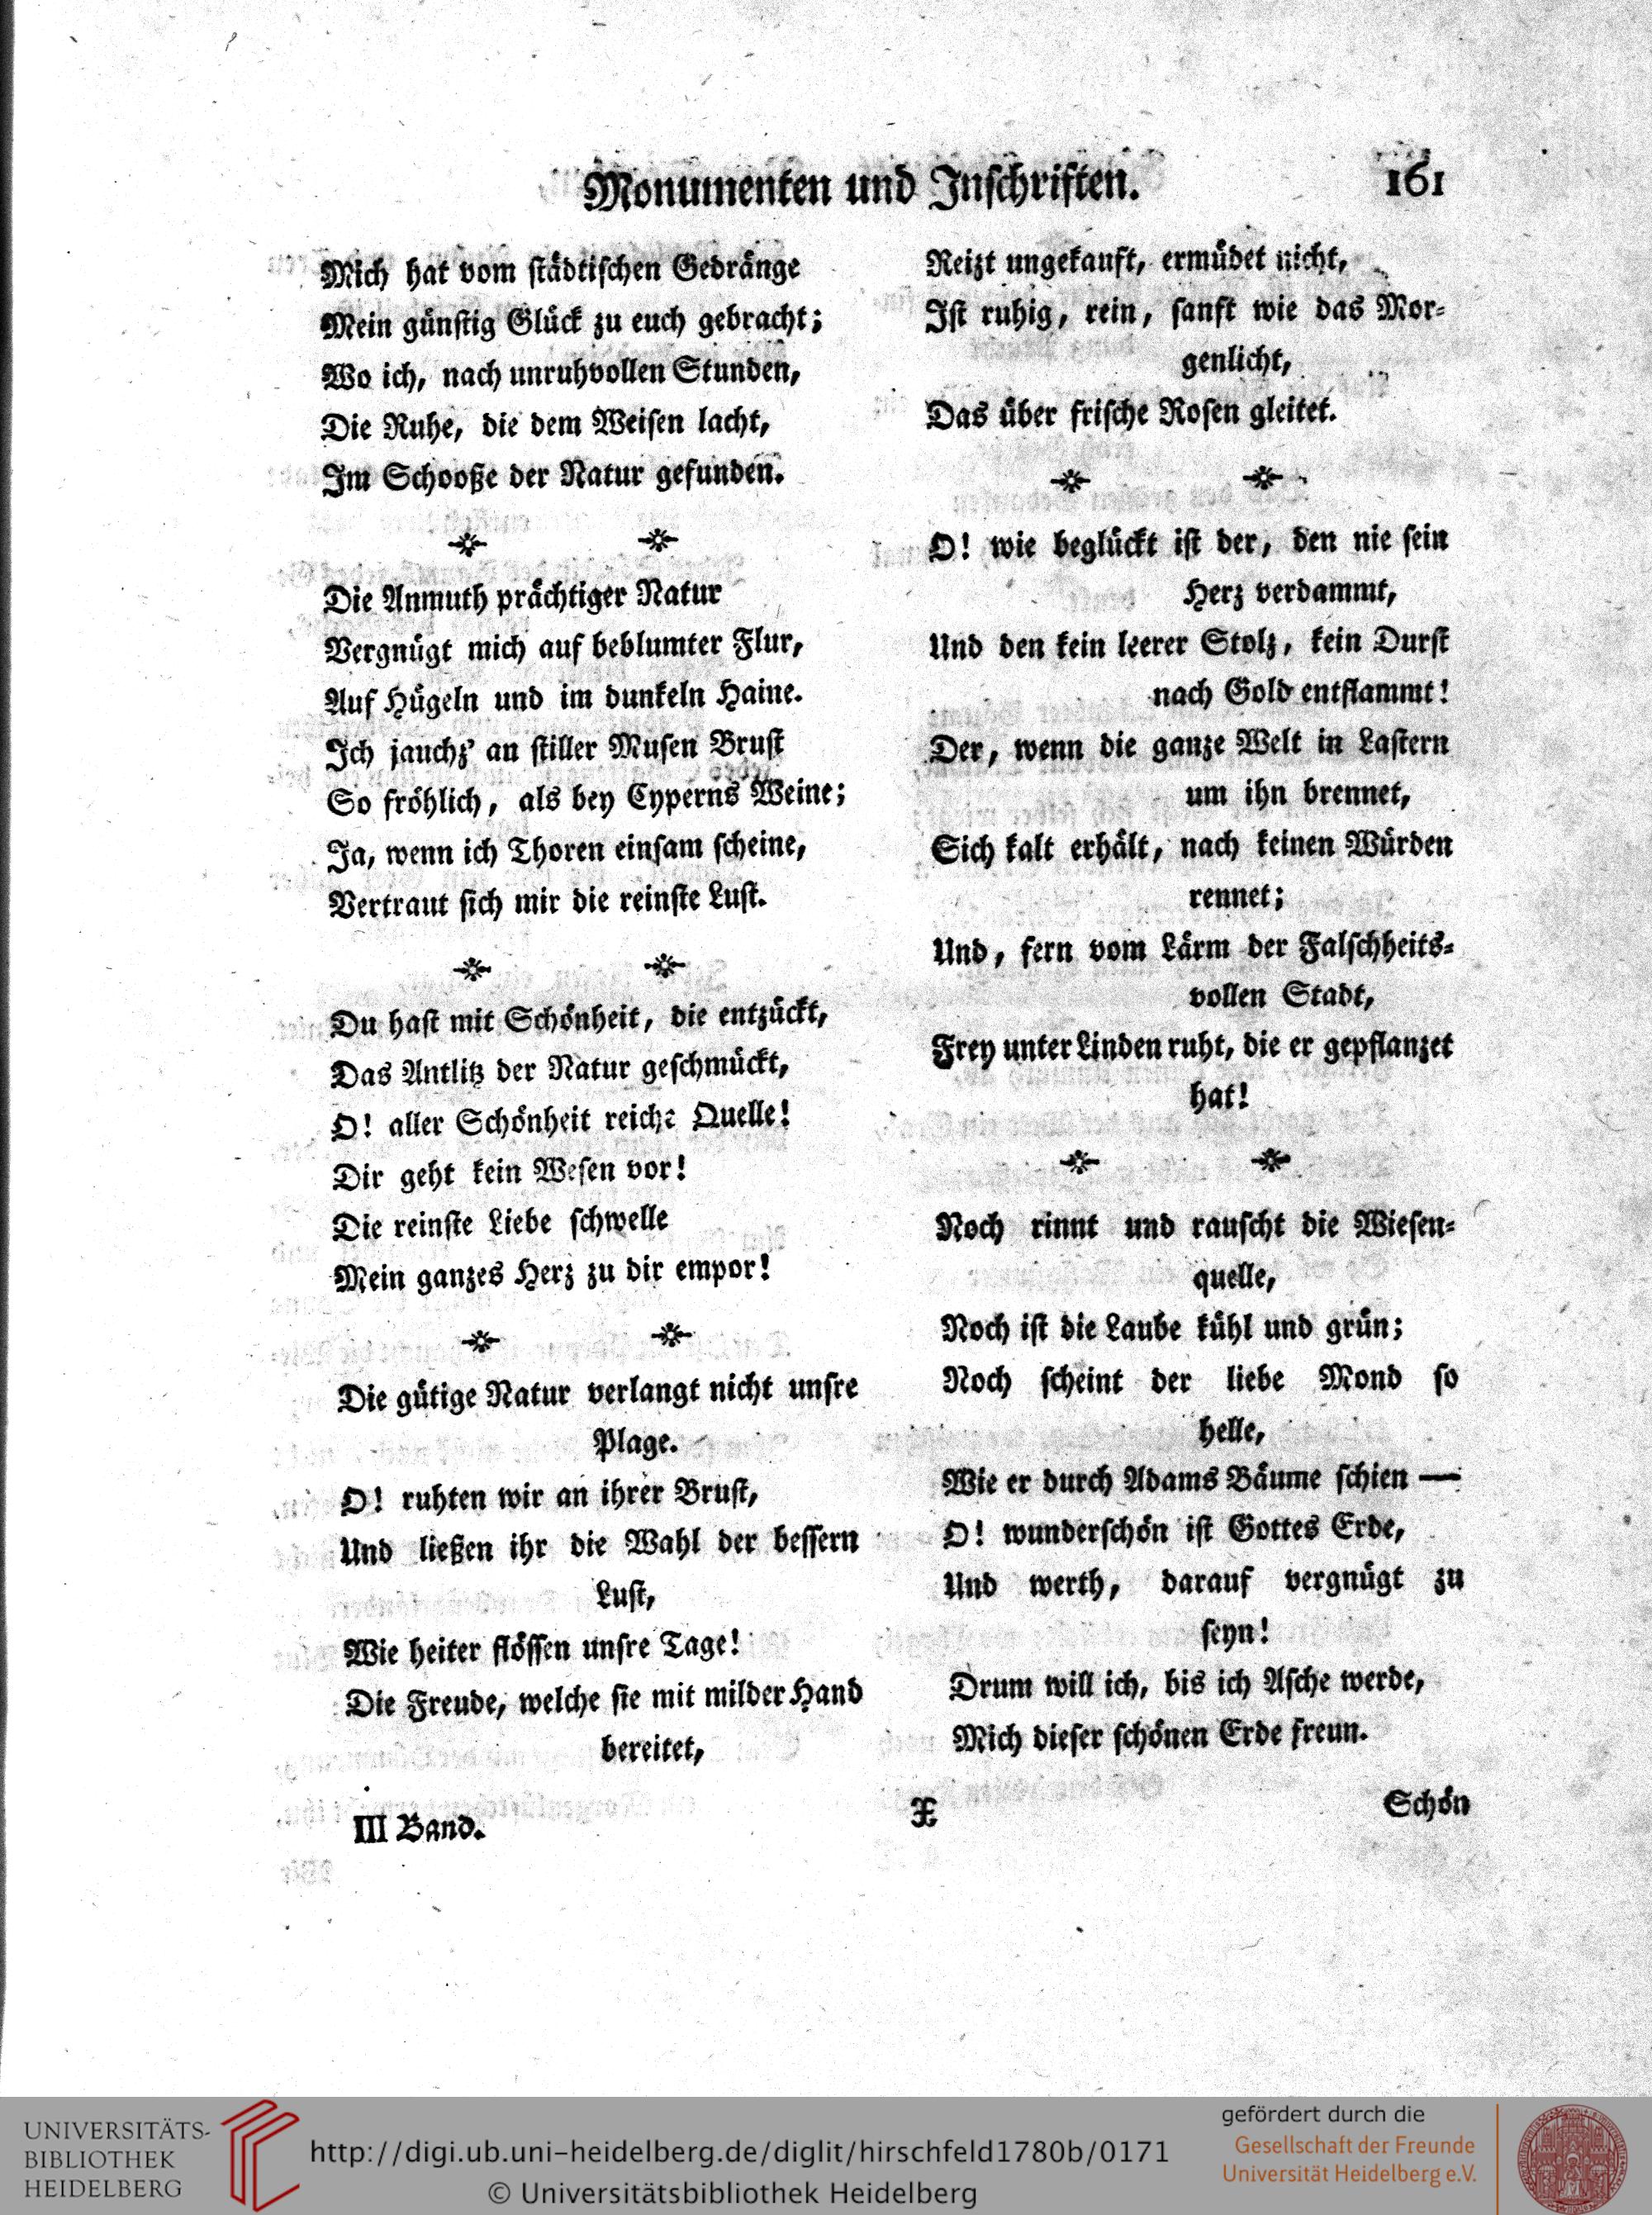 Monumenten und Inschriften. 161
Mich hat vom städtischen Gedränge
Mein günstig Glück zu euch gebracht;
Wo ich, nach unruhvollen Stunden,
Die Ruhe, die dem Weisen lacht,
Im Schooße der Natur gefunden.
Die Anmuth prächtiger Natur
Vergnügt mich auf beblumter Flur,
Auf Hügeln und im dunkeln Haine.
Ich jauchz' an stiller Musen Brust
So fröhlich, als bey Cyperns Weine;
Ja, wenn ich Thoren einsam scheine,
Vertraut sich mir die reinste Lust.
Du hast mit Schönheit, die entzückt,
Das Antlitz der Natur geschmückt,
O! aller Schönheit reiche Quelle!
Dir geht kein Wesen vor!
Die reinste Liebe schwelle
Mein ganzes Herz zu dir empor!
Die gütige Natur verlangt nicht unsre
Plage.
O! ruhten wir an ihrer Brust,
Und ließen ihr die Wahl der bessern
Lust,
Wie heiter flössen unsre Tage!
Die Freude, welche sie mit milder Hand
bereitet,
Reizt ungekauft, ermüdet nicht,
Ist ruhig, rein, sanft wie das Mor-
genlicht,
Das über frische Rosen gleitet.
O! wie beglückt ist der, den nie sein
Herz verdammt,
Und den kein leerer Stolz, kein Durst
nach Gold entflammt!
Der, wenn die ganze Welt in Lastern
um ihn brennet,
Sich kalt erhält, nach keinen Würden
rennet;
Und, fern vom Lärm der Falschheits-
vollen Stadt,
Frey unter Linden ruht, die er gepflanzet
hat!
Noch rinnt und rauscht die Wiesen-
quelle,
Noch ist die Laube kühl und grün;
Noch scheint der liebe Mond so
helle,
Wie er durch Adams Bäume schien —
O! wunderschön ist Gottes Erde,
Und werth, darauf vergnügt zu
seyn!
Drum will ich, bis ich Asche werde,
Mich dieser schönen Erde freun.
III Band. X Schön
UNIVERSITÄTS-
BIBLIOTHEK
HEIDELBERG
http://digi.ub.uni-heidelberg.de/diglit/hirschfeld1780b/0171
© Universitätsbibliothek Heidelberg
gefördert durch die
Gesellschaft der Freunde
Universität Heidelberg e.V.